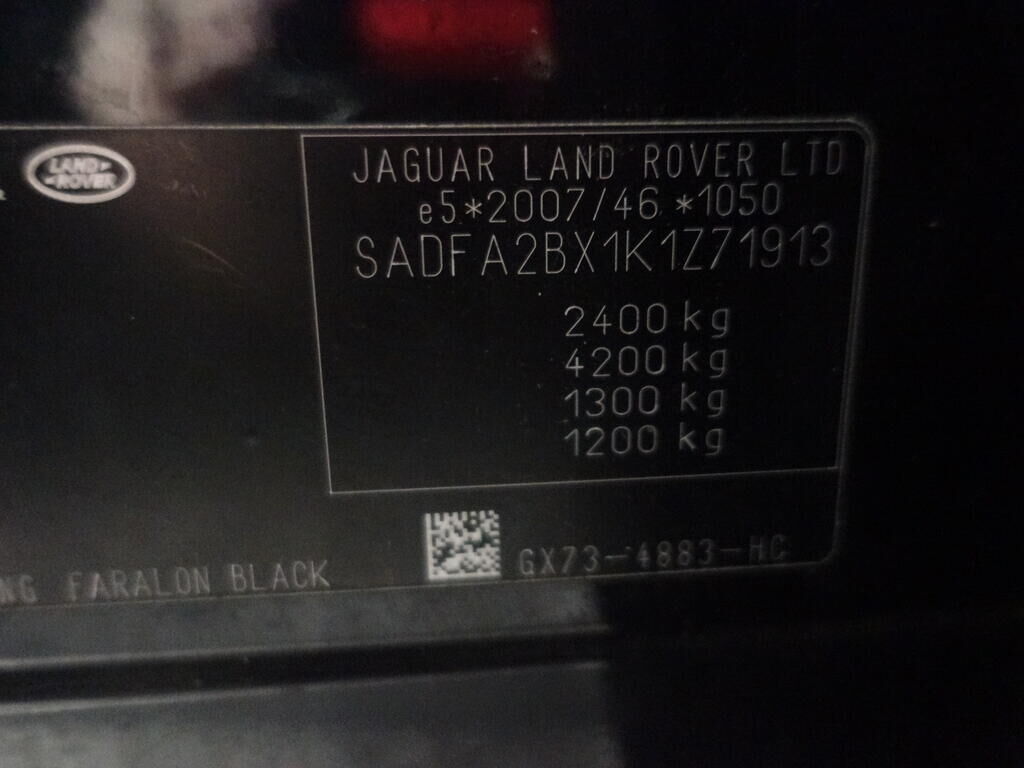 LAND
ROVER
JAGUAR LAND ROVER LTD
e5*2007/46*1050
SADFA2BX1K1Z71913
2400 kg
4200 kg
1300 kg
1200 kg
GX73-4883-HC
FARALON BLACK